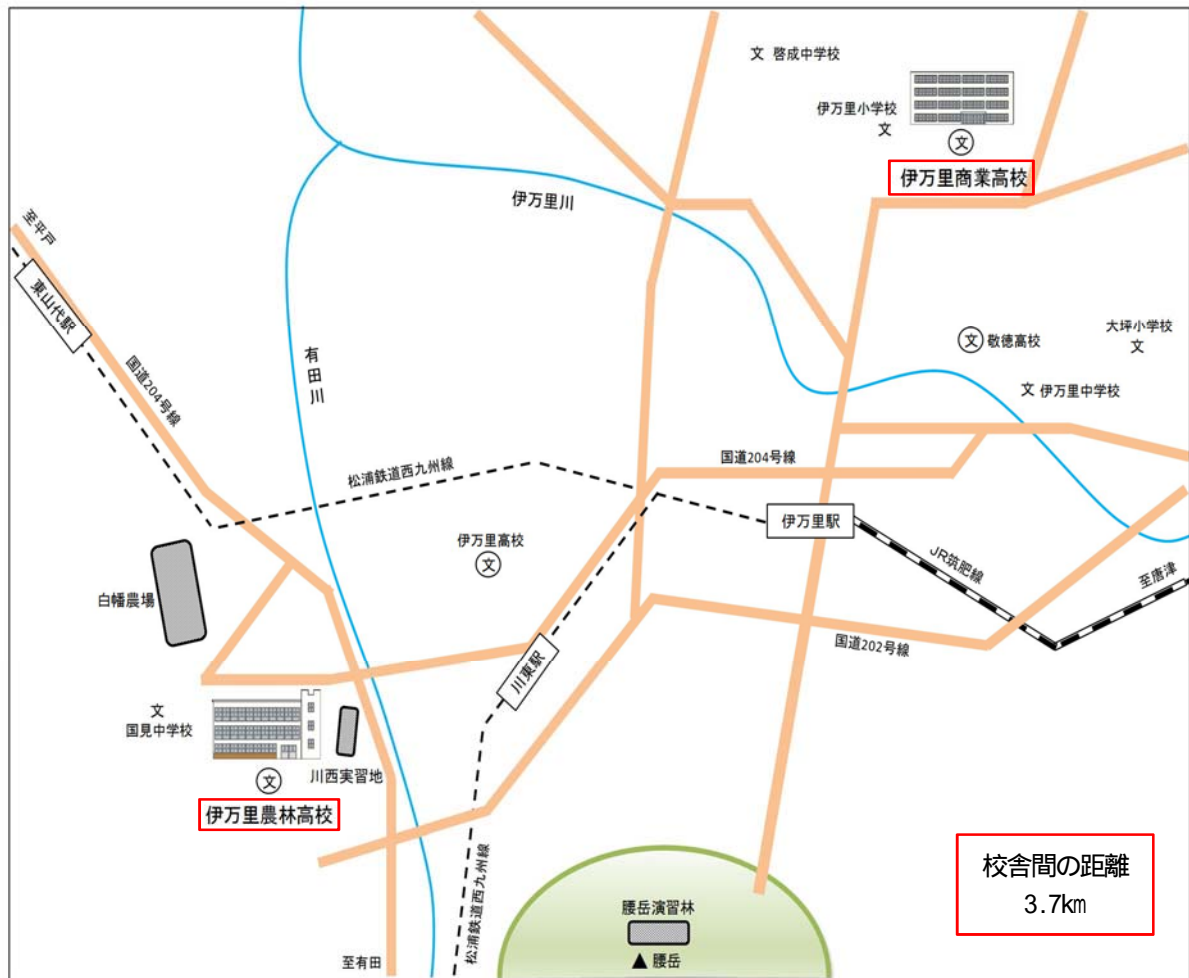 文 啓成中学校
伊万里小学校
文
文
伊万里商業高校
伊万里川
至平戸
東山代駅
国道204号線
有田川
文 敬徳高校
大坪小学校
文
文 伊万里中学校
松浦鉄道西九州線
国道204号線
伊万里駅
伊万里高校
文
JR筑肥線
至唐津
白幡農場
国道202号線
川東駅
文
国見中学校
川西実習地
文
伊万里農林高校
松浦鉄道西九州線
至有田
腰岳演習林
▲ 腰岳
校舎間の距離
3.7km